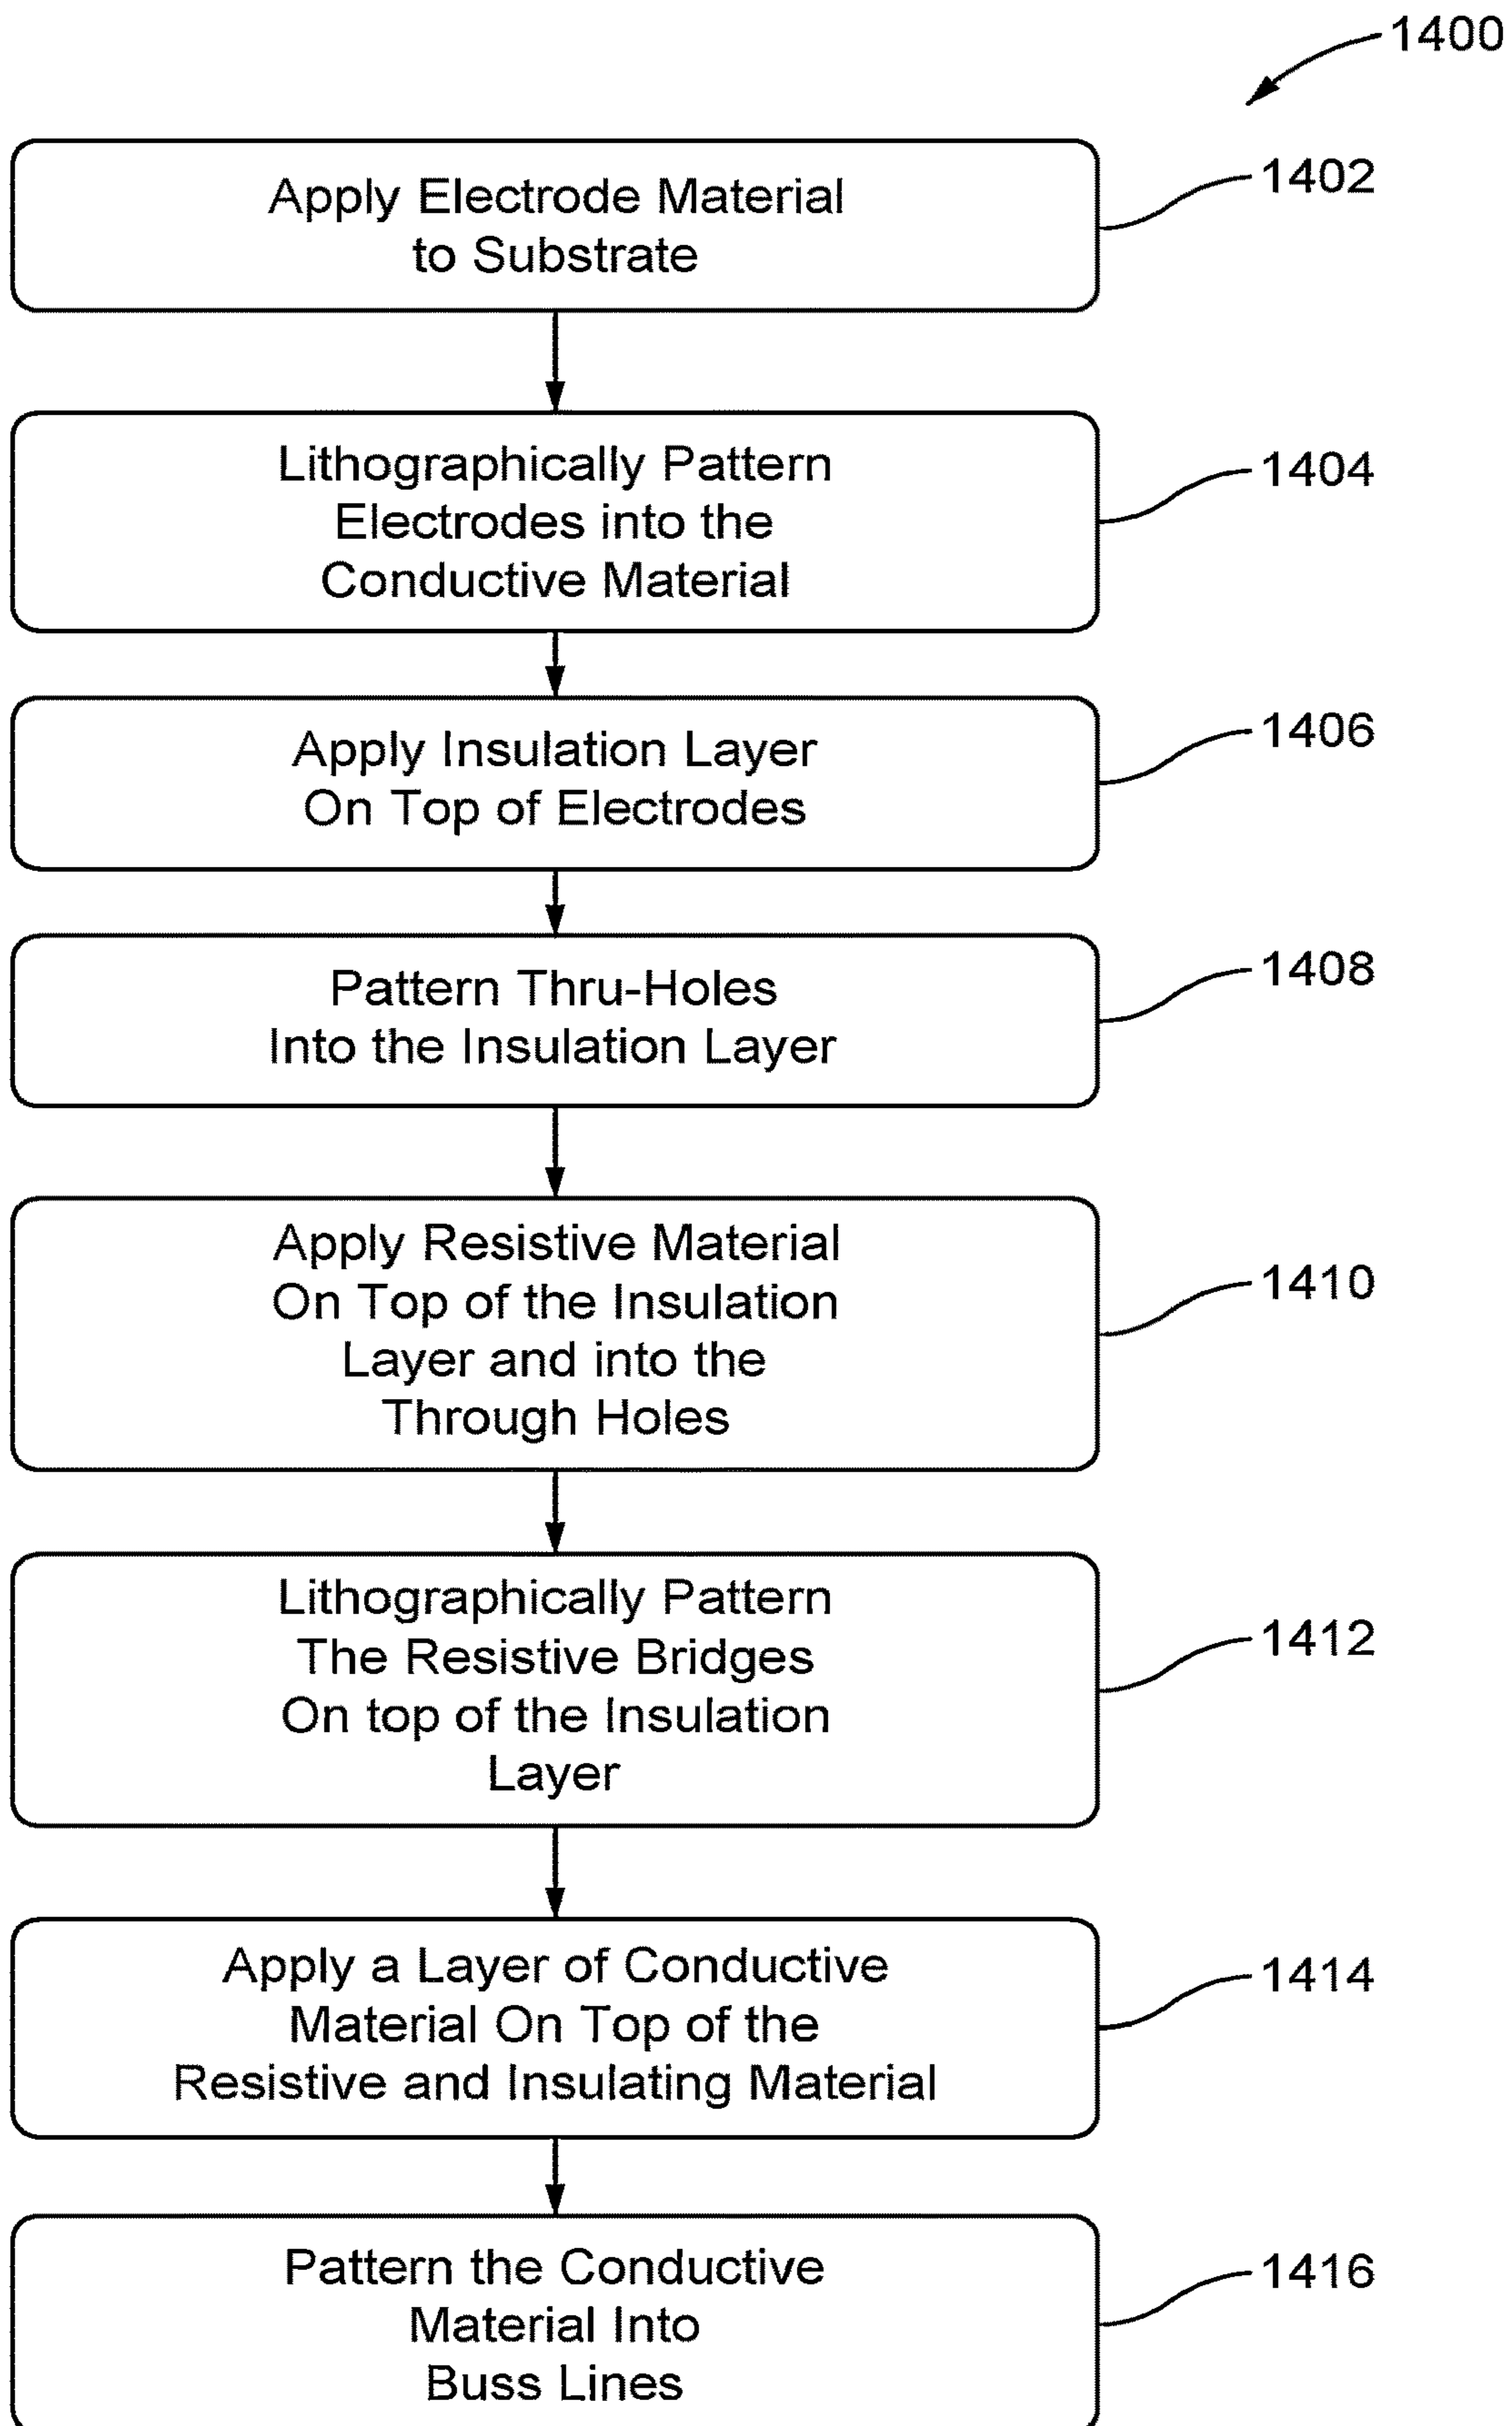 1400
Apply Electrode Material
to Substrate
1402
Lithographically Pattern
Electrodes into the
Conductive Material
1404
Apply Insulation Layer
On Top of Electrodes
1406
Pattern Thru-Holes
Into the Insulation Layer
1408
Apply Resistive Material
On Top of the Insulation
Layer and into the
Through Holes
1410
Lithographically Pattern
The Resistive Bridges
On top of the Insulation
Layer
1412
Apply a Layer of Conductive
Material On Top of the
Resistive and Insulating Material
1414
Pattern the Conductive
Material Into
Buss Lines
1416